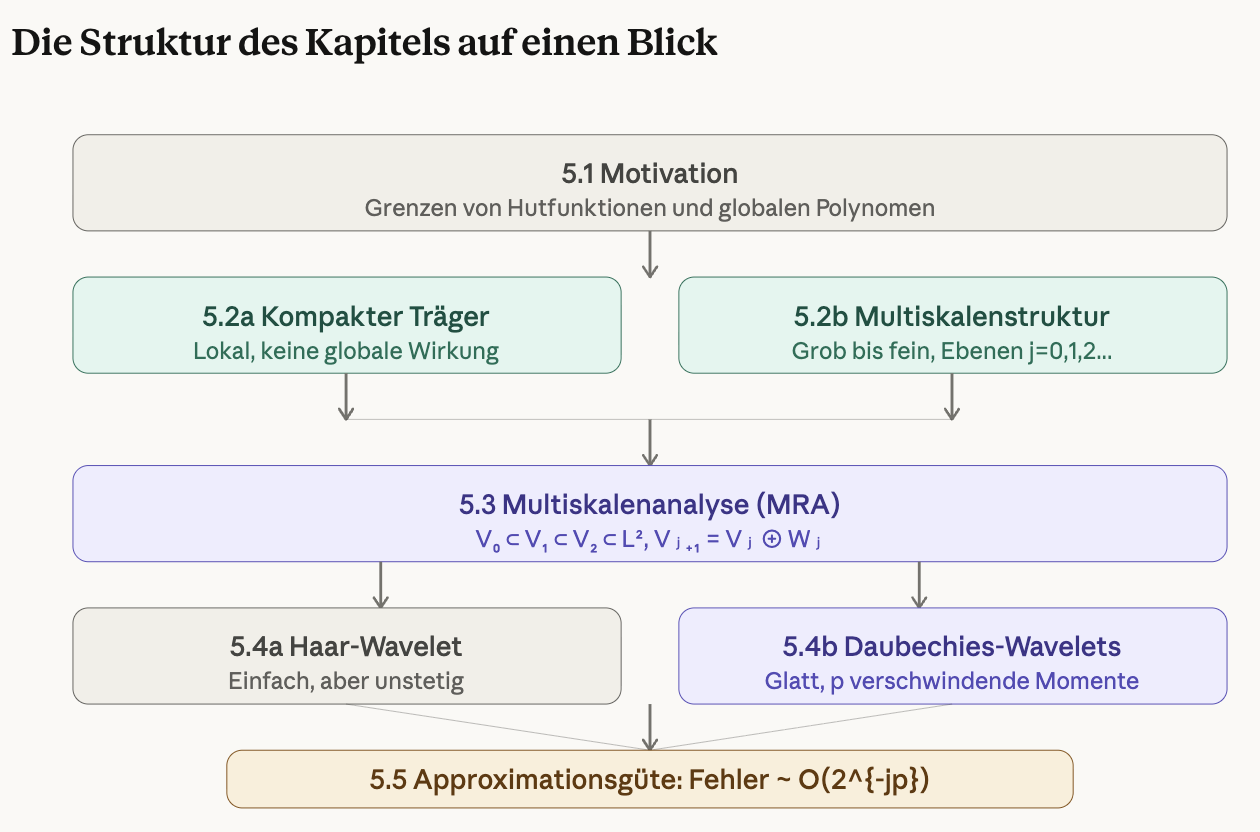 Die Struktur des Kapitels auf einen Blick
5.1 Motivation
Grenzen von Hutfunktionen und globalen Polynomen
5.2a Kompakter Träger
Lokal, keine globale Wirkung
5.2b Multiskalenstruktur
Grob bis fein, Ebenen j=0,1,2...
5.3 Multiskalenanalyse (MRA)
V₀ ⊂ V₁ ⊂ V₂ ⊂ L², V ⱼ ₊₁ = V ⱼ ⊕ W ⱼ
5.4a Haar-Wavelet
Einfach, aber unstetig
5.4b Daubechies-Wavelets
Glatt, p verschwindende Momente
5.5 Approximationsgüte: Fehler ~ O(2^{-jp})